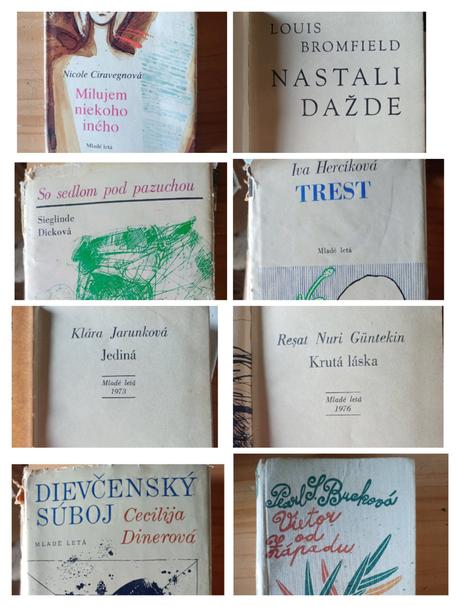 Nicole Ciravegnová
Milujem
niekoho
iného
Mladé letá
LOUIS
BROMFIELD
NASTALI
DAŽDE
So sedlom pod pazuchou
Sieglinde
Dicková
Iva Hercíková
TREST
Mladé letá
Klára Jarunková
Jediná
Mladé letá
1973
Reşat Nuri Güntekin
Krutá láska
Mladé letá
1976
DIEVČENSKÝ
SÚBOJ Cecilija
MLADÉ LETÁ Dinerová
Pearl S. Bucková
Vietor
od
západu